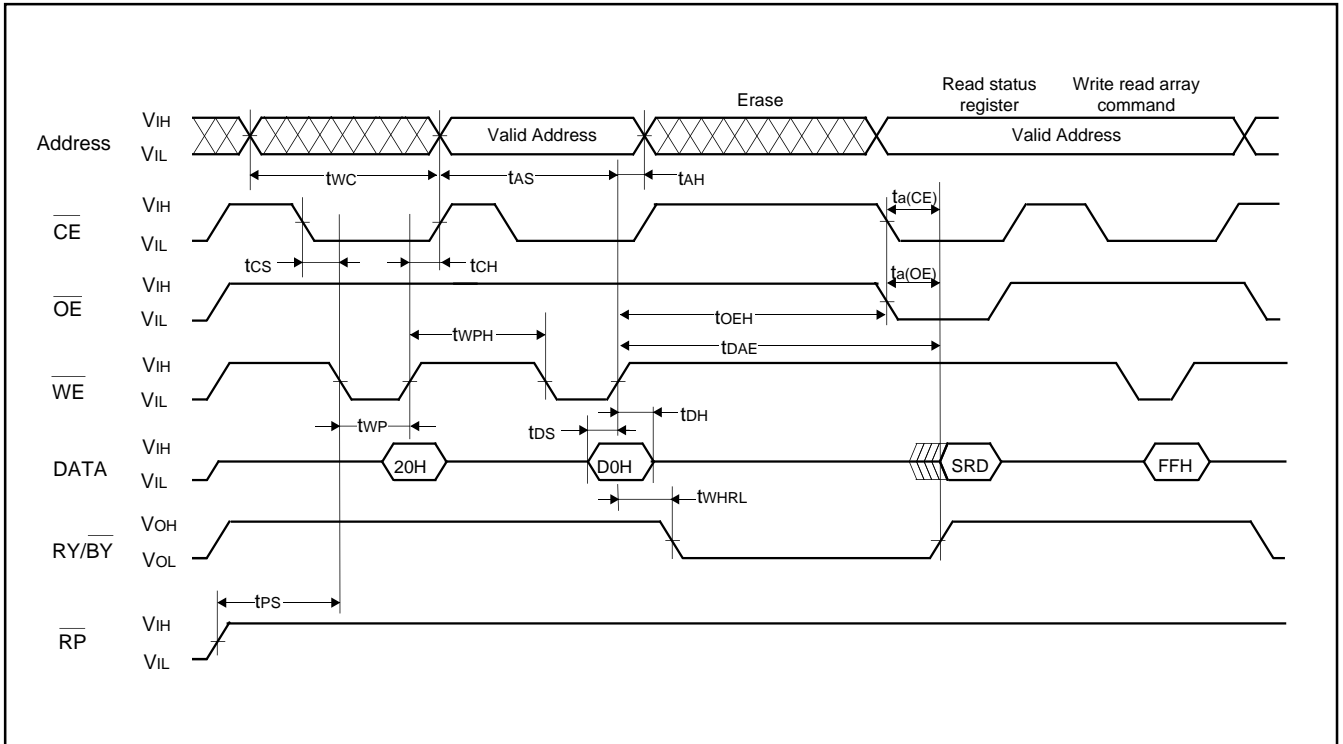 Read status
register
Write read array
command
Erase
Address
VIH
VIL
Valid Address
Valid Address
tWC
tAS
tAH
CE
VIH
VIL
ta(CE)
tCS
tCH
OE
VIH
VIL
ta(OE)
tOEH
tWPH
tDAE
WE
VIH
VIL
tWP
tDS
tDH
DATA
VIH
VIL
20H
D0H
SRD
FFH
tWHRL
RY/BY
VOH
VOL
tPS
RP
VIH
VIL